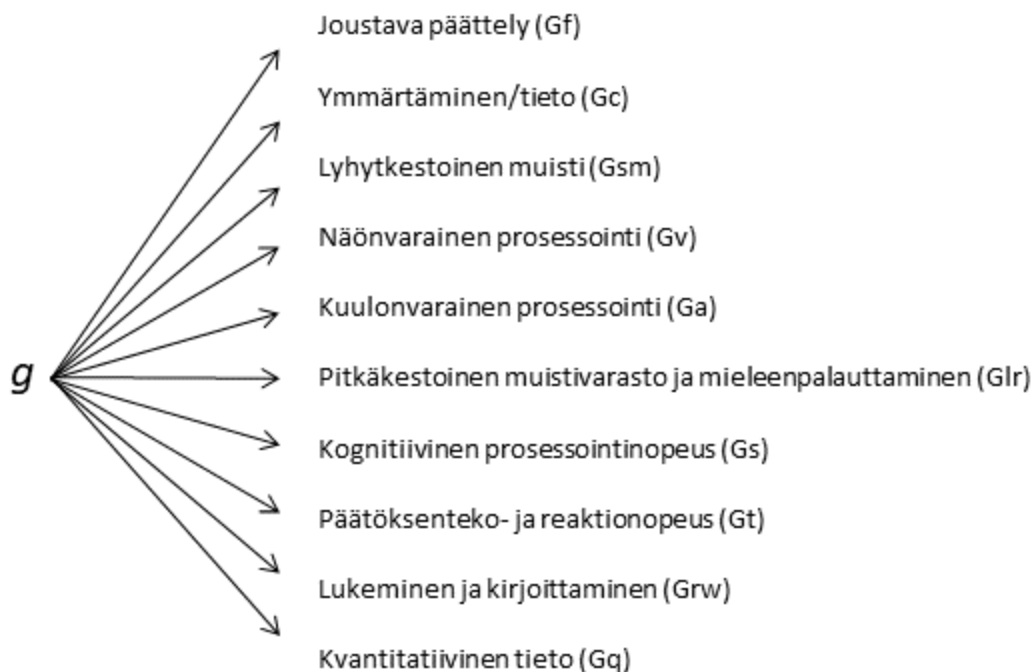 Joustava päättely (Gf)
Ymmärtäminen/tieto (Gc)
Lyhytkestoinen muisti (Gsm)
Näönvarainen prosessointi (Gv)
Kuulonvarainen prosessointi (Ga)
g
Pitkäkestoinen muistivarasto ja mieleenpalauttaminen (Glr)
Kognitiivinen prosessointinopeus (Gs)
Päätöksenteko- ja reaktionopeus (Gt)
Lukeminen ja kirjoittaminen (Grw)
Kvantitatiivinen tieto (Gq)